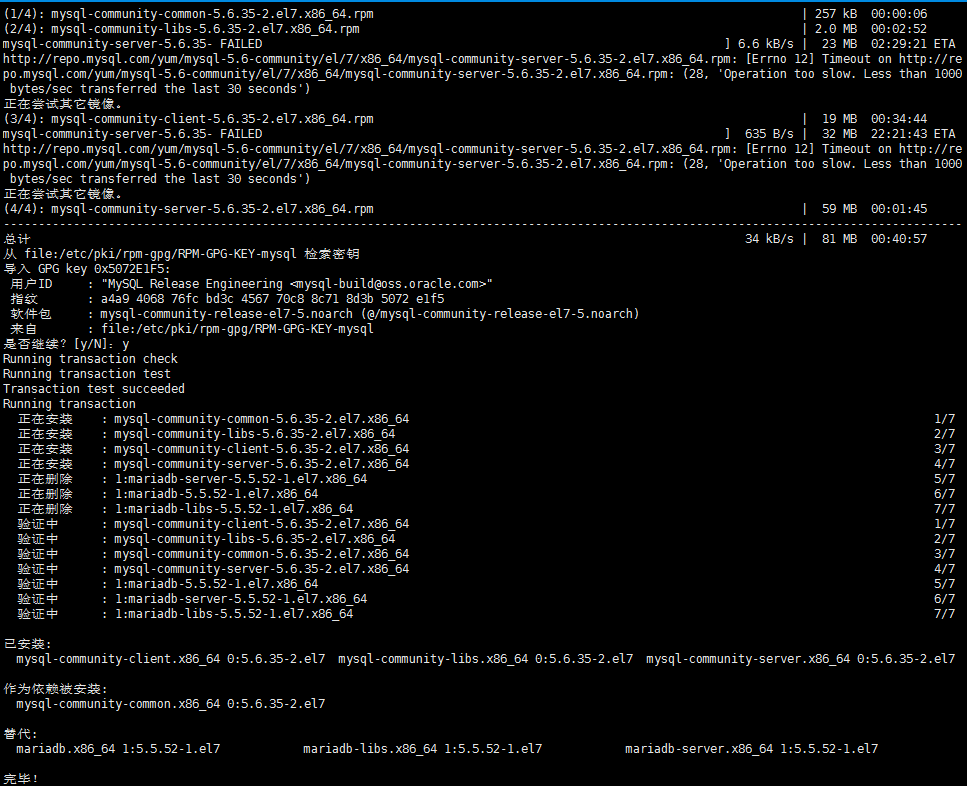 (1/4): mysql-community-common-5.6.35-2.el7.x86_64.rpm | 257 kB 00:00:06
(2/4): mysql-community-libs-5.6.35-2.el7.x86_64.rpm | 2.0 MB 00:02:52
mysql-community-server-5.6.35- FAILED ] 6.6 kB/s | 23 MB 02:29:21 ETA
http://repo.mysql.com/yum/mysql-5.6-community/el/7/x86_64/mysql-community-server-5.6.35-2.el7.x86_64.rpm: [Errno 12] Timeout on http://re
po.mysql.com/yum/mysql-5.6-community/el/7/x86_64/mysql-community-server-5.6.35-2.el7.x86_64.rpm: (28, 'Operation too slow. Less than 1000
bytes/sec transferred the last 30 seconds')
正在尝试其它镜像。
(3/4): mysql-community-client-5.6.35-2.el7.x86_64.rpm | 19 MB 00:34:44
mysql-community-server-5.6.35- FAILED ] 635 B/s | 32 MB 22:21:43 ETA
http://repo.mysql.com/yum/mysql-5.6-community/el/7/x86_64/mysql-community-server-5.6.35-2.el7.x86_64.rpm: [Errno 12] Timeout on http://re
po.mysql.com/yum/mysql-5.6-community/el/7/x86_64/mysql-community-server-5.6.35-2.el7.x86_64.rpm: (28, 'Operation too slow. Less than 1000
bytes/sec transferred the last 30 seconds')
正在尝试其它镜像。
(4/4): mysql-community-server-5.6.35-2.el7.x86_64.rpm | 59 MB 00:01:45
--------------------------------------------------------------------------------
总计 34 kB/s | 81 MB 00:40:57
从 file:/etc/pki/rpm-gpg/RPM-GPG-KEY-mysql 检索密钥
导入 GPG key 0x5072E1F5:
用户ID : "MySQL Release Engineering <mysql-build@oss.oracle.com>"
指纹 : a4a9 4068 76fc bd3c 4567 70c8 8c71 8d3b 5072 e1f5
软件包 : mysql-community-release-el7-5.noarch (@/mysql-community-release-el7-5.noarch)
来自 : file:/etc/pki/rpm-gpg/RPM-GPG-KEY-mysql
是否继续？[y/N]：y
Running transaction check
Running transaction test
Transaction test succeeded
Running transaction
正在安装 : mysql-community-common-5.6.35-2.el7.x86_64 1/7
正在安装 : mysql-community-libs-5.6.35-2.el7.x86_64 2/7
正在安装 : mysql-community-client-5.6.35-2.el7.x86_64 3/7
正在安装 : mysql-community-server-5.6.35-2.el7.x86_64 4/7
正在删除 : 1:mariadb-server-5.5.52-1.el7.x86_64 5/7
正在删除 : 1:mariadb-5.5.52-1.el7.x86_64 6/7
正在删除 : 1:mariadb-libs-5.5.52-1.el7.x86_64 7/7
验证中 : mysql-community-client-5.6.35-2.el7.x86_64 1/7
验证中 : mysql-community-libs-5.6.35-2.el7.x86_64 2/7
验证中 : mysql-community-common-5.6.35-2.el7.x86_64 3/7
验证中 : mysql-community-server-5.6.35-2.el7.x86_64 4/7
验证中 : 1:mariadb-5.5.52-1.el7.x86_64 5/7
验证中 : 1:mariadb-server-5.5.52-1.el7.x86_64 6/7
验证中 : 1:mariadb-libs-5.5.52-1.el7.x86_64 7/7
已安装:
mysql-community-client.x86_64 0:5.6.35-2.el7 mysql-community-libs.x86_64 0:5.6.35-2.el7 mysql-community-server.x86_64 0:5.6.35-2.el7
作为依赖被安装:
mysql-community-common.x86_64 0:5.6.35-2.el7
替代:
mariadb.x86_64 1:5.5.52-1.el7 mariadb-libs.x86_64 1:5.5.52-1.el7 mariadb-server.x86_64 1:5.5.52-1.el7
完毕！